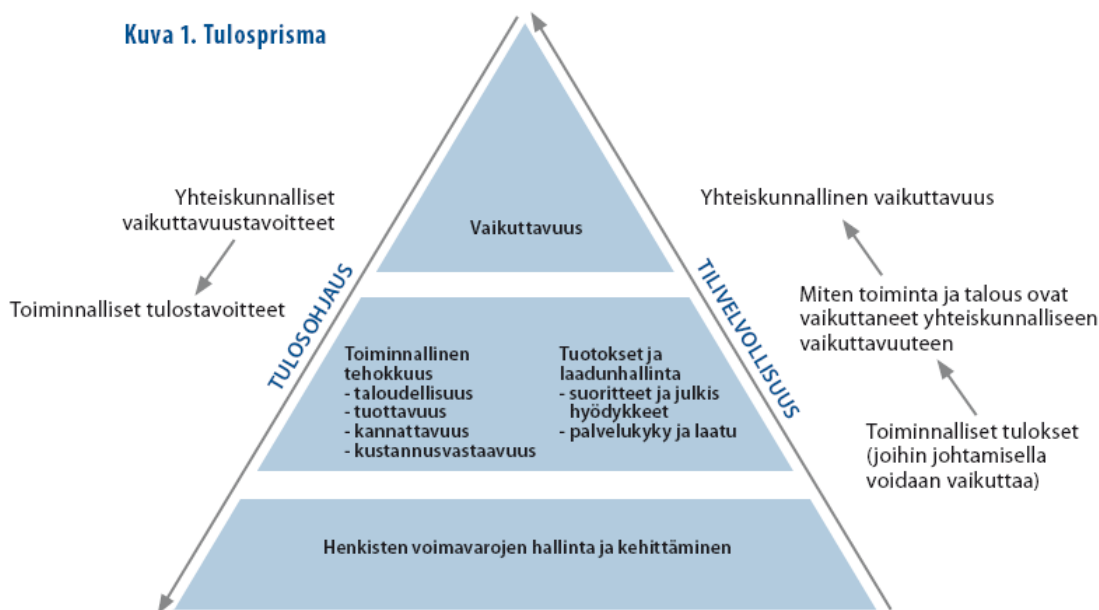 Kuva 1. Tulosprisma
Yhteiskunnalliset
vaikuttavuustavoitteet
Toiminnalliset tulostavoitteet
TULOSOHJAUS
Vaikuttavuus
Toiminnallinen
tehokkuus
- taloudellisuus
- tuottavuus
- kannattavuus
- kustannusvastaavuus
Tuotokset ja
laadunhallinta
- suoritteet ja julkis
hyödykkeet
- palvelukyky ja laatu
Henkisten voimavarojen hallinta ja kehittäminen
TILIVELVOLLISUUS
Yhteiskunnallinen vaikuttavuus
Miten toiminta ja talous ovat
vaikuttaneet yhteiskunnalliseen
vaikuttavuuteen
Toiminnalliset tulokset
(joihin johtamisella
voidaan vaikuttaa)